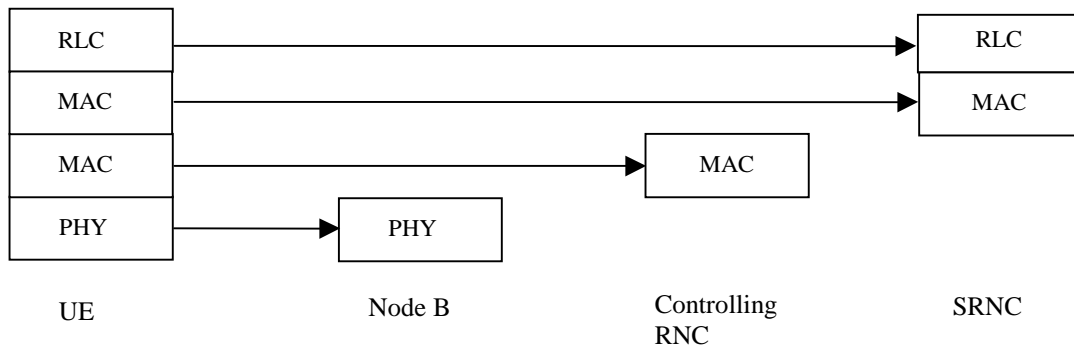 RLC
RLC
MAC
MAC
MAC
MAC
PHY
PHY
UE
Node B
Controlling
RNC
SRNC